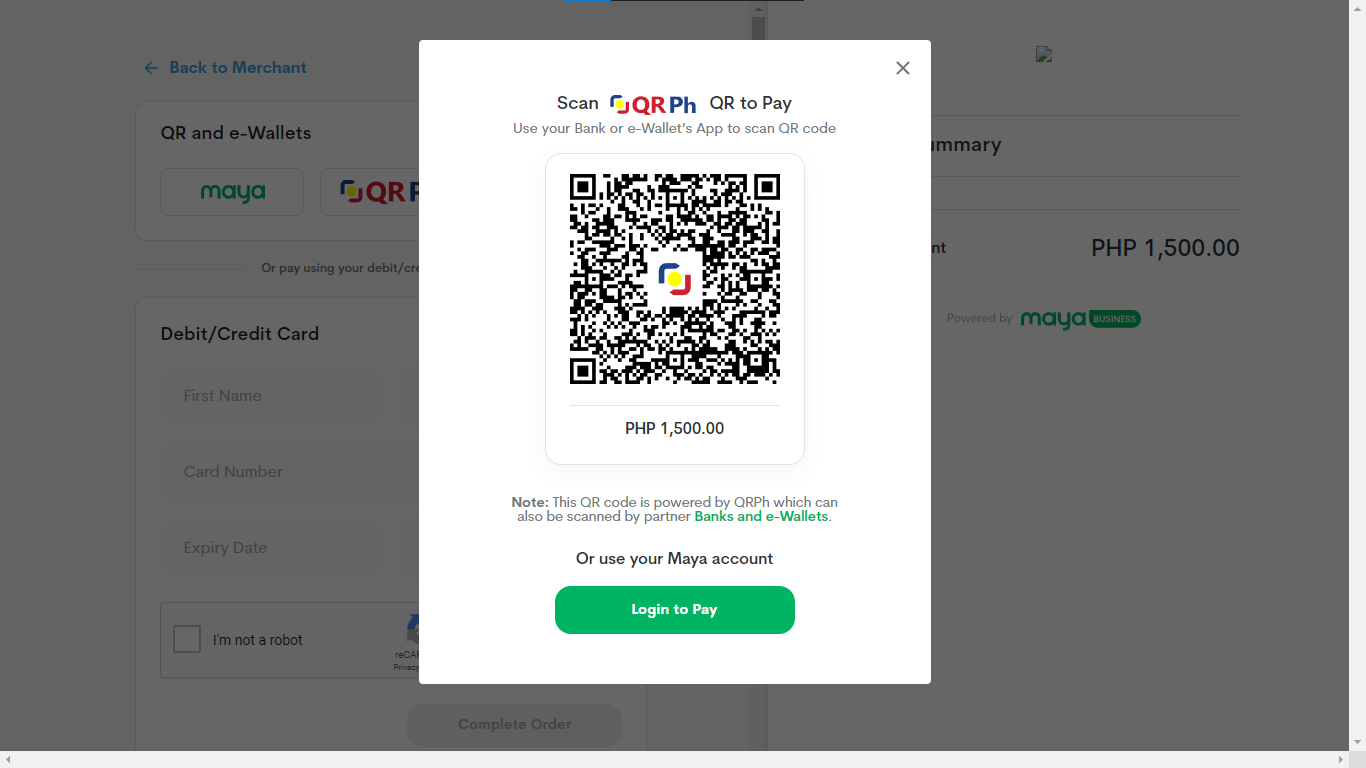 Back to Merchant
QR and e-Wallets
maya
QR P
Or pay using your debit/cre
Debit/Credit Card
First Name
Card Number
Expiry Date
I'm not a robot
reCAP
Privacy
Complete Order
Scan QR Ph QR to Pay
Use your Bank or e-Wallet's App to scan QR code
PHP 1,500.00
Note: This QR code is powered by QRPh which can
also be scanned by partner Banks and e-Wallets.
Or use your Maya account
Login to Pay
ummary
nt PHP 1,500.00
Powered by maya BUSINESS